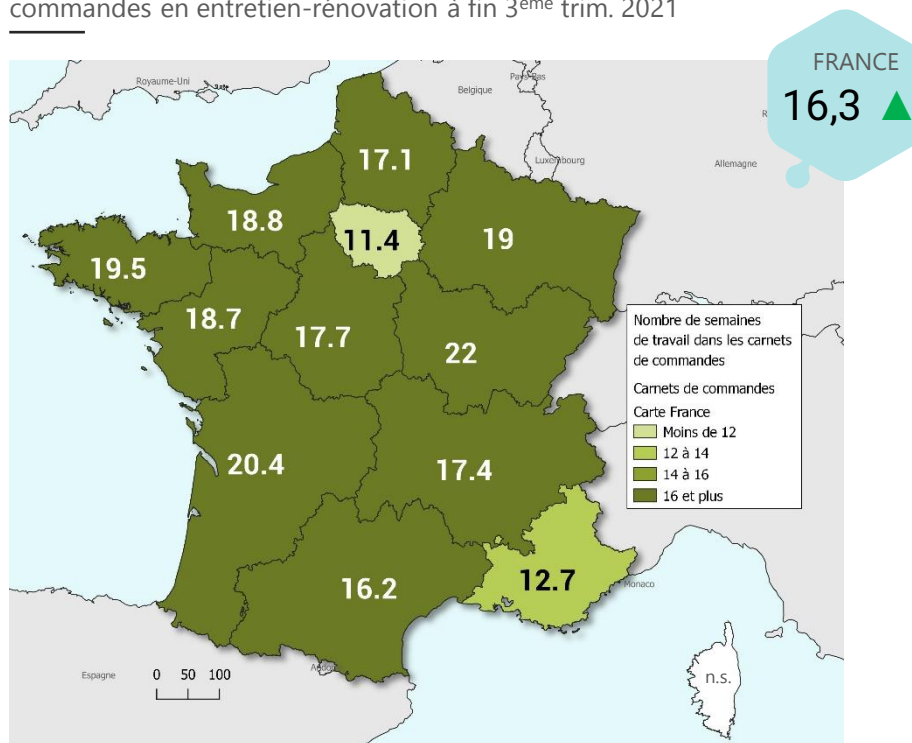 commandes en entretien-rénovation à fin 3ème trim. 2021
FRANCE
16,3
Royaume-Uni
Belgique
Pays-Bas
Luxembourg
Allemagne
17.1
18.8
11.4
19
19.5
18.7
17.7
22
20.4
17.4
16.2
12.7
Monaco
n.s.
Espagne
0 50 100
Nombre de semaines
de travail dans les carnets
de commandes
Carnets de commandes
Carte France
Moins de 12
12 à 14
14 à 16
16 et plus